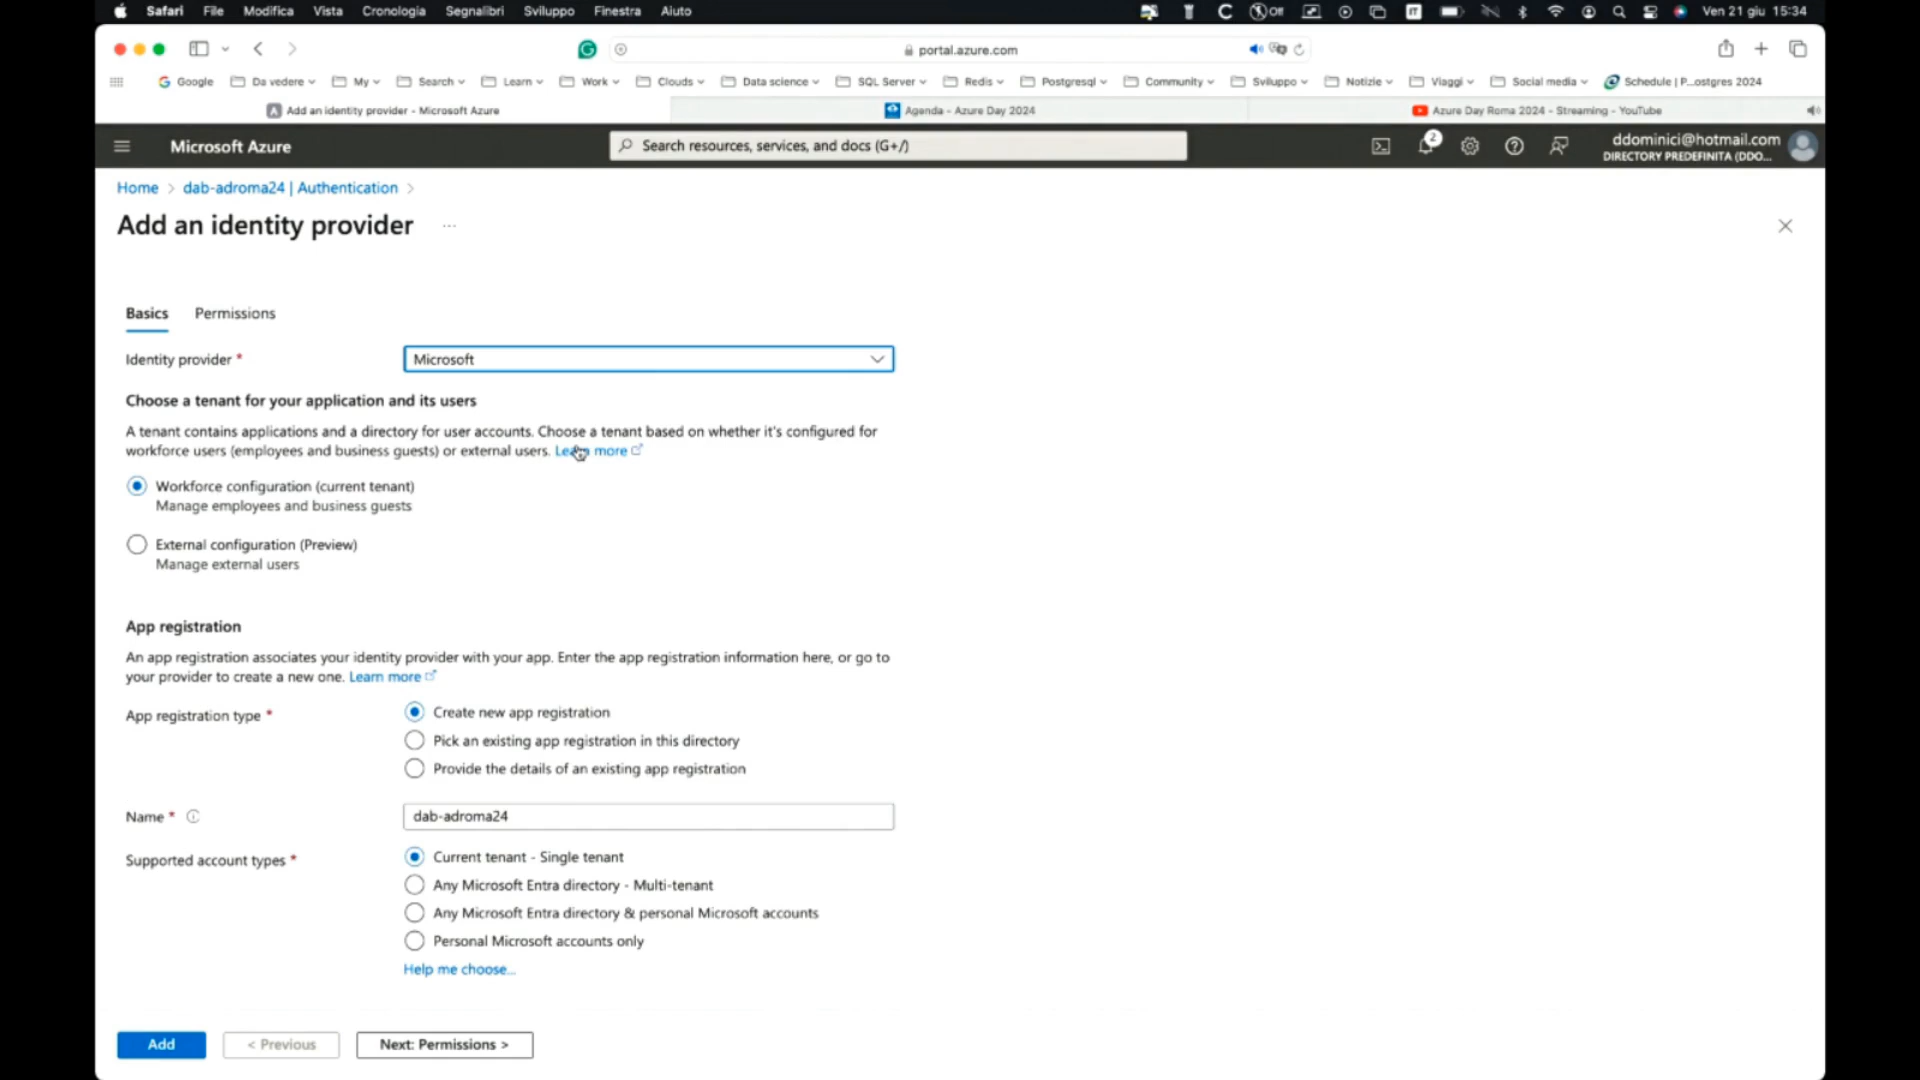 Safari File Modifica Vista Cronologia Segnalibri Sviluppo Finestra Aiuto Off IT Ven 21 giu 15:34
portal.azure.com
Google Da vedere My Search Learn Work Clouds Data science SQL Server Redis Postgresql Community Sviluppo Notizie Viaggi Social media Schedule | P...ostgres 2024
Add an identity provider - Microsoft Azure Agenda - Azure Day 2024 Azure Day Roma 2024 - Streaming - YouTube
Microsoft Azure Search resources, services, and docs (G+/) 2 ddominici@hotmail.com
DIRECTORY PREDEFINITA (DDO...
Home > dab-adroma24 | Authentication >
Add an identity provider ...
Basics Permissions
Identity provider * Microsoft
Choose a tenant for your application and its users
A tenant contains applications and a directory for user accounts. Choose a tenant based on whether it's configured for
workforce users (employees and business guests) or external users. Learn more
Workforce configuration (current tenant)
Manage employees and business guests
External configuration (Preview)
Manage external users
App registration
An app registration associates your identity provider with your app. Enter the app registration information here, or go to
your provider to create a new one. Learn more
App registration type * Create new app registration
Pick an existing app registration in this directory
Provide the details of an existing app registration
Name * dab-adroma24
Supported account types * Current tenant - Single tenant
Any Microsoft Entra directory - Multi-tenant
Any Microsoft Entra directory & personal Microsoft accounts
Personal Microsoft accounts only
Help me choose...
Add < Previous Next: Permissions >